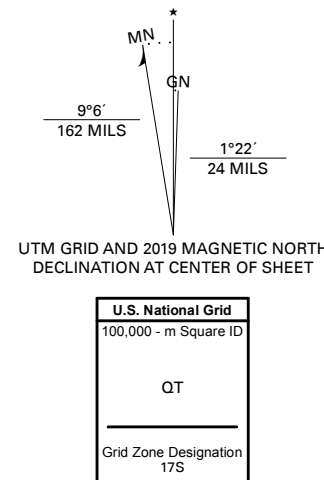 ★
MN
GN
9°6´
162 MILS
1°22´
24 MILS
UTM GRID AND 2019 MAGNETIC NORTH
DECLINATION AT CENTER OF SHEET
U.S. National Grid
100,000 - m Square ID
QT
Grid Zone Designation
17S